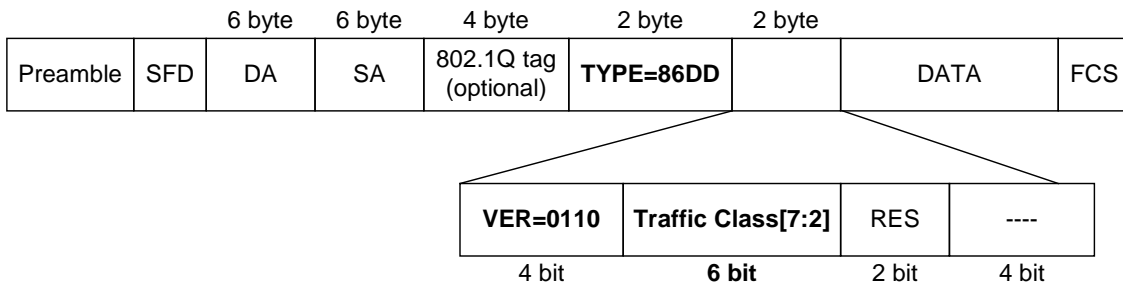 6 byte 6 byte 4 byte 2 byte 2 byte
Preamble SFD DA SA 802.1Q tag (optional) TYPE=86DD DATA FCS
VER=0110 Traffic Class[7:2] RES ----
4 bit 6 bit 2 bit 4 bit